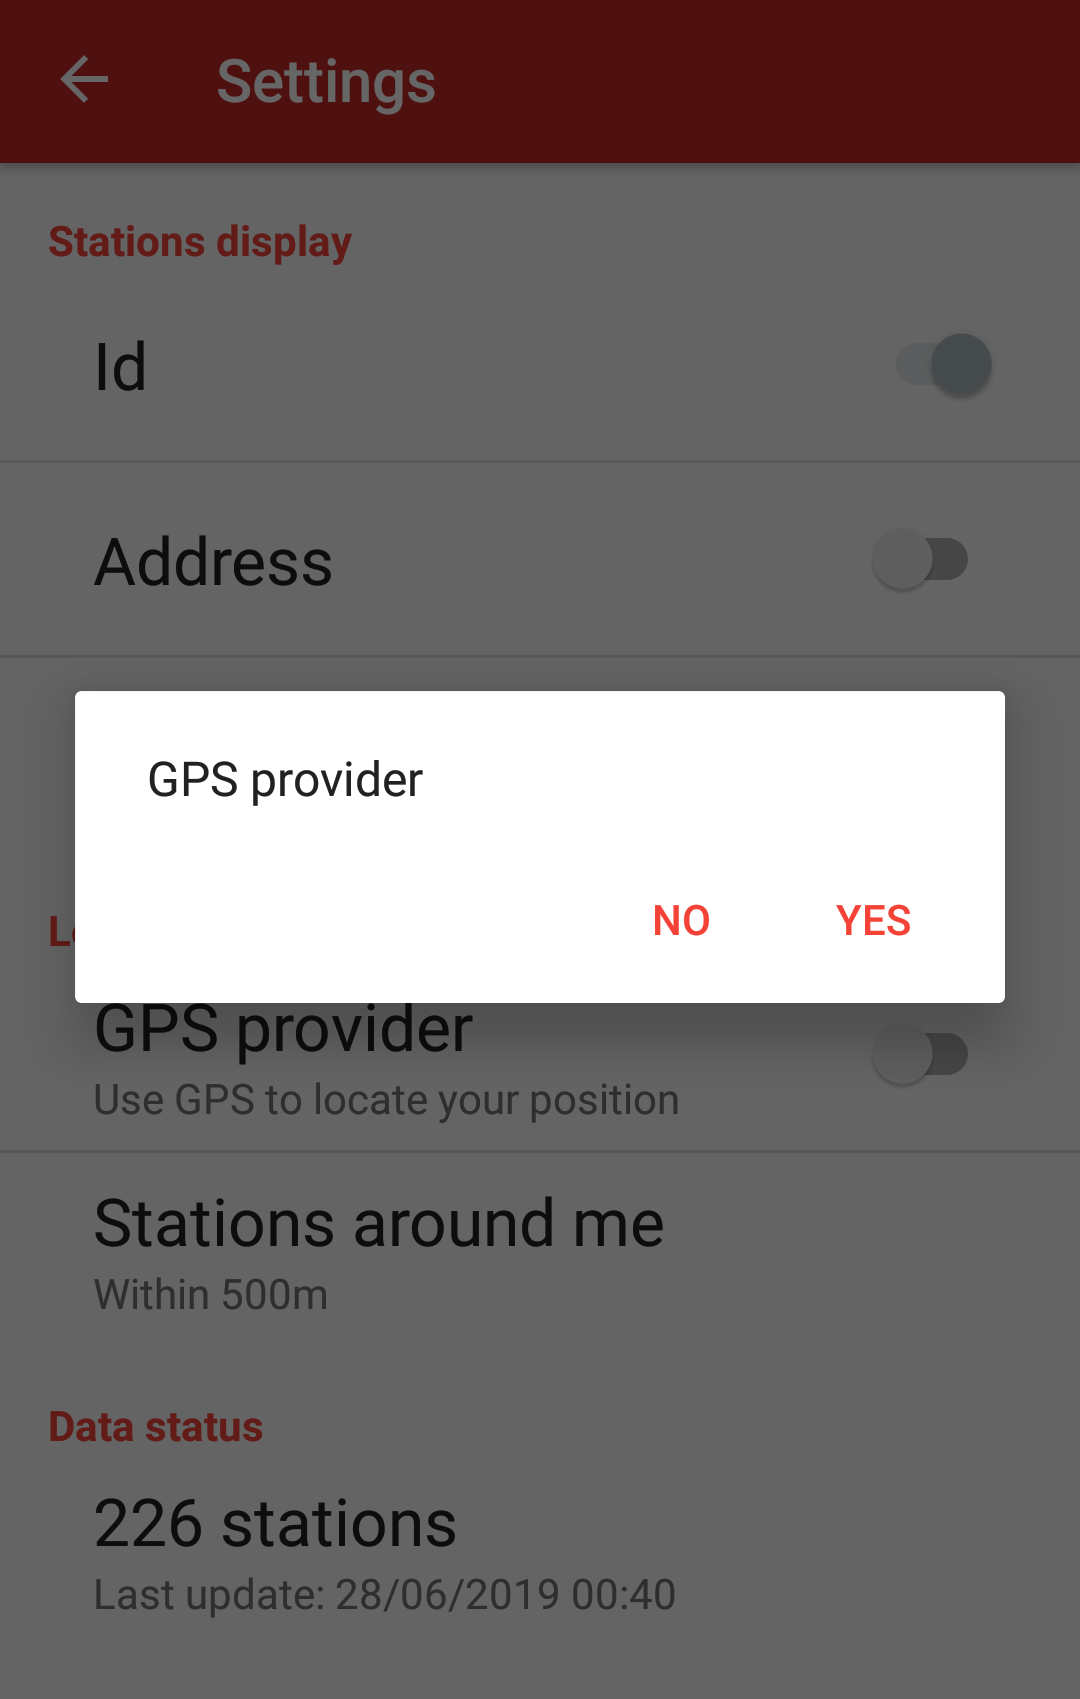 Settings
Stations display
Id
Address
GPS provider
NO
YES
GPS provider
Use GPS to locate your position
Stations around me
Within 500m
Data status
226 stations
Last update: 28/06/2019 00:40